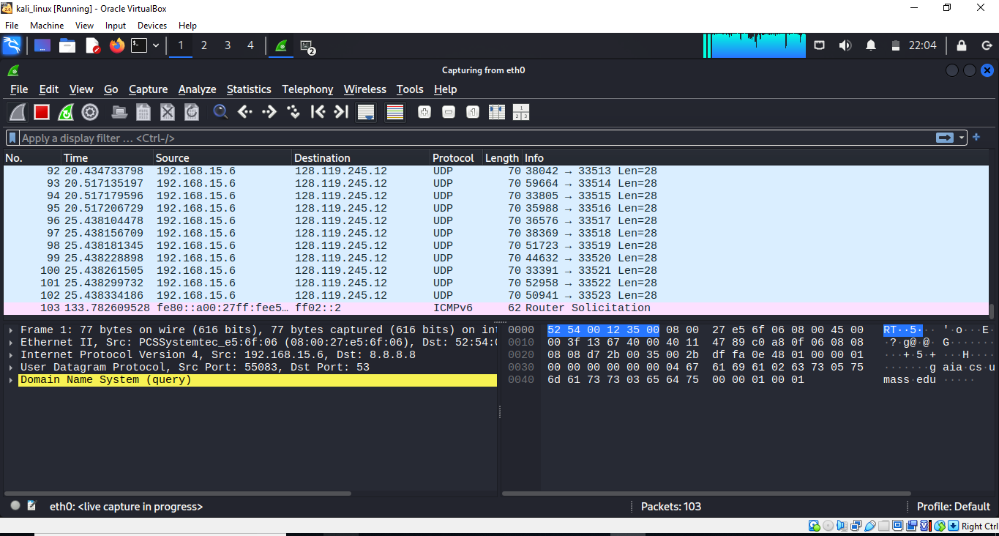 kali_linux [Running] - Oracle VirtualBox
File Machine View Input Devices Help
1 2 3 4 2 22:04
Capturing from eth0
File Edit View Go Capture Analyze Statistics Telephony Wireless Tools Help
Apply a display filter … <Ctrl-/>
No. Time Source Destination Protocol Length Info
92 20.434733798 192.168.15.6 128.119.245.12 UDP 70 38042 → 33513 Len=28
93 20.517135197 192.168.15.6 128.119.245.12 UDP 70 59664 → 33514 Len=28
94 20.517179596 192.168.15.6 128.119.245.12 UDP 70 33805 → 33515 Len=28
95 20.517206729 192.168.15.6 128.119.245.12 UDP 70 35988 → 33516 Len=28
96 25.438104478 192.168.15.6 128.119.245.12 UDP 70 36576 → 33517 Len=28
97 25.438156709 192.168.15.6 128.119.245.12 UDP 70 38369 → 33518 Len=28
98 25.438181345 192.168.15.6 128.119.245.12 UDP 70 51723 → 33519 Len=28
99 25.438228898 192.168.15.6 128.119.245.12 UDP 70 44632 → 33520 Len=28
100 25.438261505 192.168.15.6 128.119.245.12 UDP 70 33391 → 33521 Len=28
101 25.438299732 192.168.15.6 128.119.245.12 UDP 70 52958 → 33522 Len=28
102 25.438334186 192.168.15.6 128.119.245.12 UDP 70 50941 → 33523 Len=28
103 133.782609528 fe80::a00:27ff:fee5… ff02::2 ICMPv6 62 Router Solicitation
Frame 1: 77 bytes on wire (616 bits), 77 bytes captured (616 bits) on int
Ethernet II, Src: PCSSystemtec_e5:6f:06 (08:00:27:e5:6f:06), Dst: 52:54:0
Internet Protocol Version 4, Src: 192.168.15.6, Dst: 8.8.8.8
User Datagram Protocol, Src Port: 55083, Dst Port: 53
Domain Name System (query)
0000 52 54 00 12 35 00 08 00 27 e5 6f 06 08 00 45 00 RT··5··· '·o···E·
0010 00 3f 13 67 40 00 40 11 47 89 c0 a8 0f 06 08 08 ·?·g@·@· G·······
0020 08 08 d7 2b 00 35 00 2b df fa 0e 48 01 00 00 01 ···+·5·+ ···H····
0030 00 00 00 00 00 00 04 67 61 69 61 02 63 73 05 75 ·······g aia·cs·u
0040 6d 61 73 73 03 65 64 75 00 00 01 00 01 mass·edu ·····
eth0: <live capture in progress> Packets: 103 Profile: Default
Right Ctrl